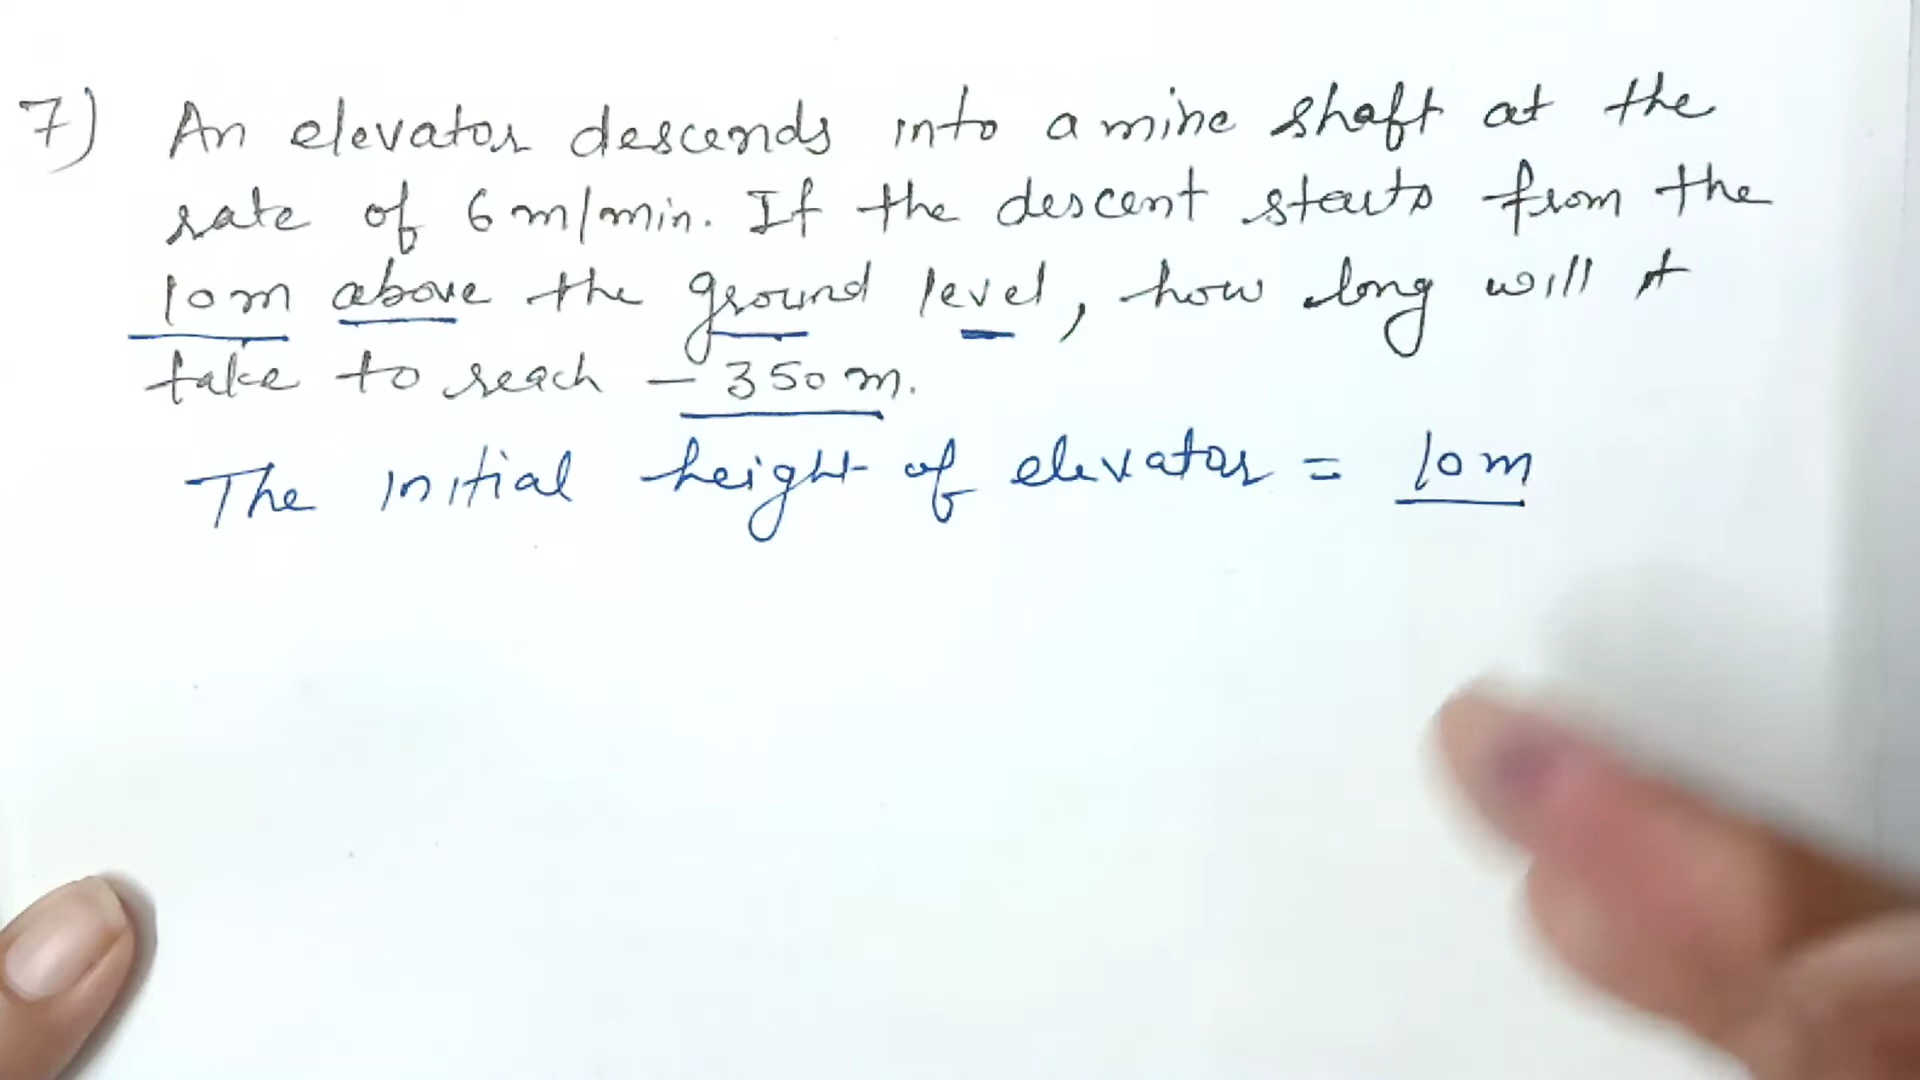 7) An elevator descends into a mine shaft at the
rate of 6 m/min. If the descent starts from the
10m above the ground level, how long will it
take to reach - 350 m.
The initial height of elevator = 10 m